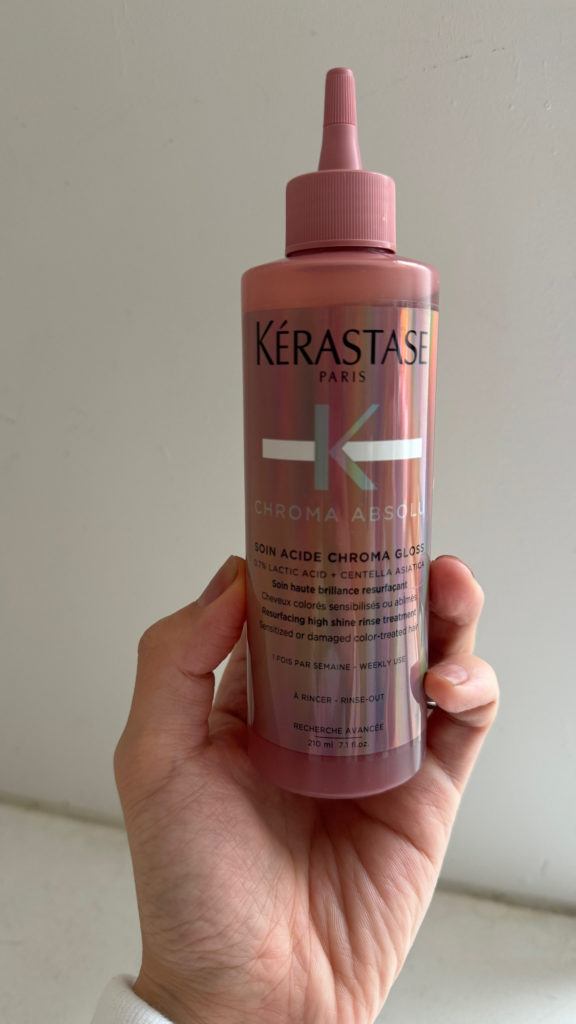 KÉRASTASE
PARIS
K
CHROMA ABSOLU
SOIN ACIDE CHROMA GLOSS
0.7% LACTIC ACID + CENTELLA ASIATICA
Soin haute brillance resurfaçant
Cheveux colorés sensibilisés ou abîmés
Resurfacing high shine rinse treatment
Sensitized or damaged color-treated hair
1 FOIS PAR SEMAINE - WEEKLY USE
À RINCER - RINSE-OUT
RECHERCHE AVANCÉE
210 ml 7.1 fl.oz.